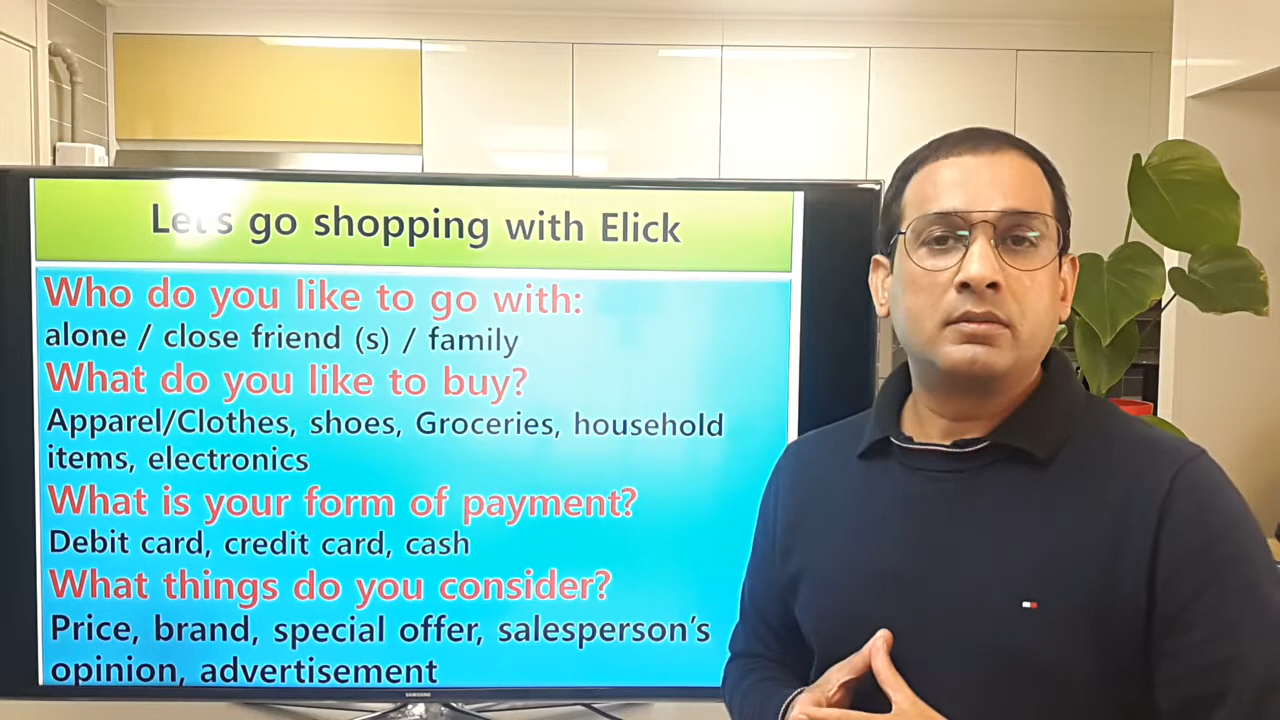 Let's go shopping with Elick
Who do you like to go with:
alone / close friend (s) / family
What do you like to buy?
Apparel/Clothes, shoes, Groceries, household
items, electronics
What is your form of payment?
Debit card, credit card, cash
What things do you consider?
Price, brand, special offer, salesperson's
opinion, advertisement
SAMSUNG